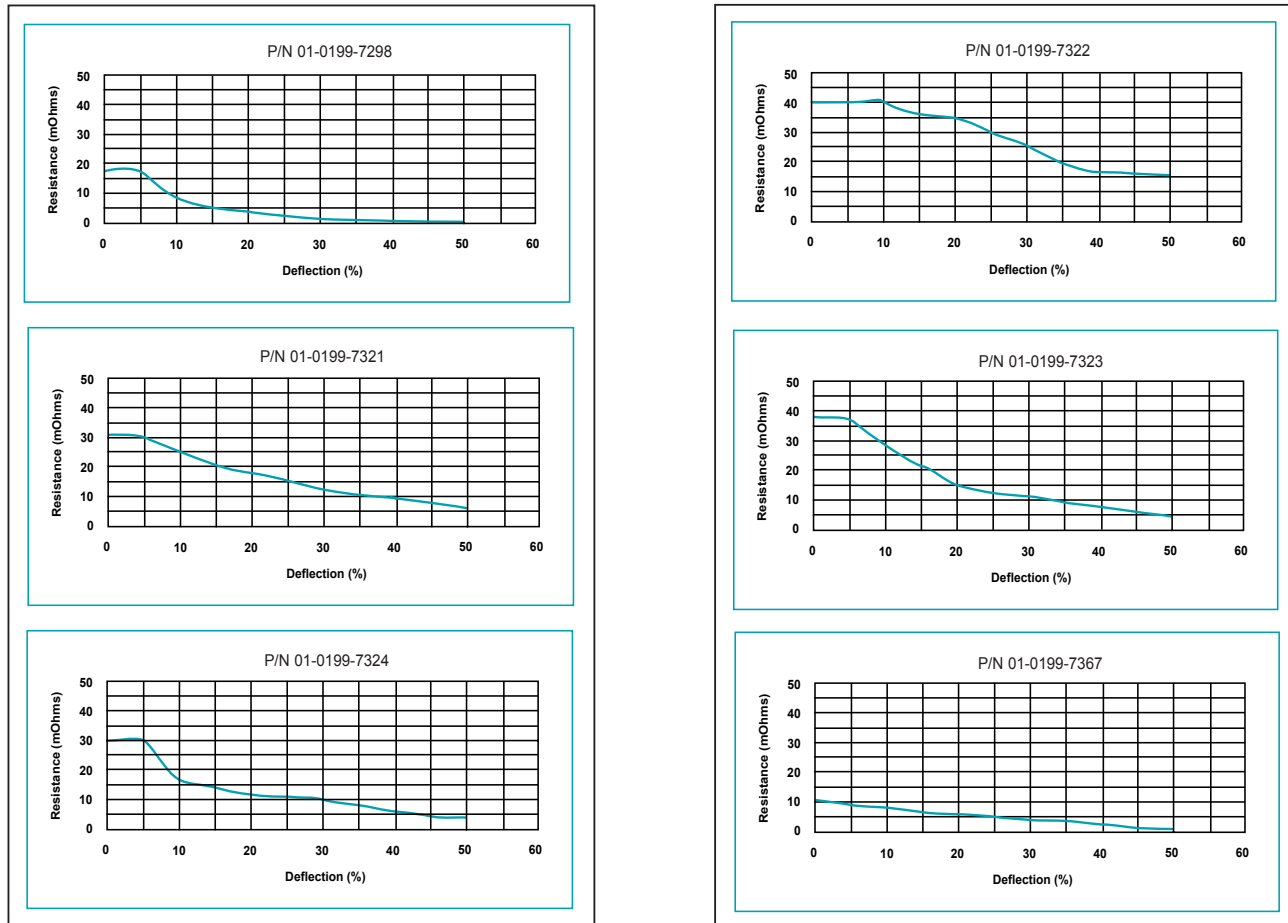 P/N 01-0199-7298
Resistance (mOhms)
50
40
30
20
10
0
0 10 20 30 40 50 60
Deflection (%)
P/N 01-0199-7321
Resistance (mOhms)
50
40
30
20
10
0
0 10 20 30 40 50 60
Deflection (%)
P/N 01-0199-7324
Resistance (mOhms)
50
40
30
20
10
0
0 10 20 30 40 50 60
Deflection (%)
P/N 01-0199-7322
Resistance (mOhms)
50
40
30
20
10
0
0 10 20 30 40 50 60
Deflection (%)
P/N 01-0199-7323
Resistance (mOhms)
50
40
30
20
10
0
0 10 20 30 40 50 60
Deflection (%)
P/N 01-0199-7367
Resistance (mOhms)
50
40
30
20
10
0
0 10 20 30 40 50 60
Deflection (%)